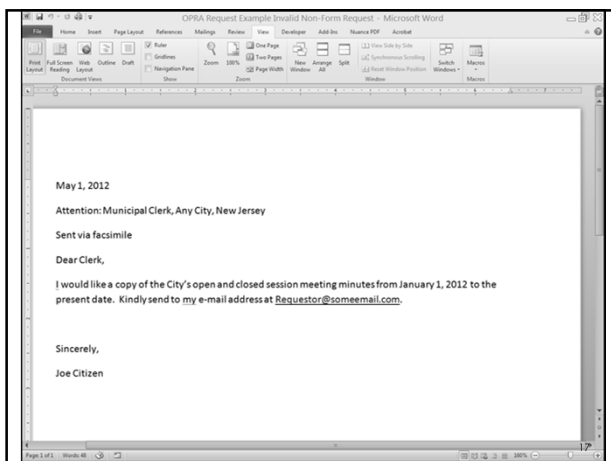 OPRA Request Example Invalid Non-Form Request - Microsoft Word
File Home Insert Page Layout References Mailings Review View Developer Add-Ins Nuance PDF Acrobat
Print Layout Full Screen Reading Web Layout Outline Draft
Document Views
Ruler
Gridlines
Navigation Pane
Show
Zoom 100% One Page
Two Pages
Page Width
Zoom
New Window Arrange All Split
View Side by Side
Synchronous Scrolling
Reset Window Position
Window
Switch Windows
Macros
Macros
May 1, 2012
Attention: Municipal Clerk, Any City, New Jersey
Sent via facsimile
Dear Clerk,
I would like a copy of the City's open and closed session meeting minutes from January 1, 2012 to the
present date. Kindly send to my e-mail address at Requestor@someemail.com.
Sincerely,
Joe Citizen
17
Page 1 of 1 Words: 48 180%